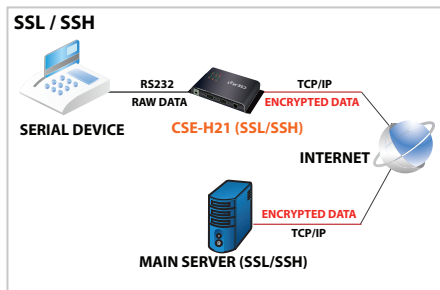 SSL / SSH
RS232
RAW DATA
SERIAL DEVICE
CSE-H21 (SSL/SSH)
TCP/IP
ENCRYPTED DATA
INTERNET
ENCRYPTED DATA
TCP/IP
MAIN SERVER (SSL/SSH)